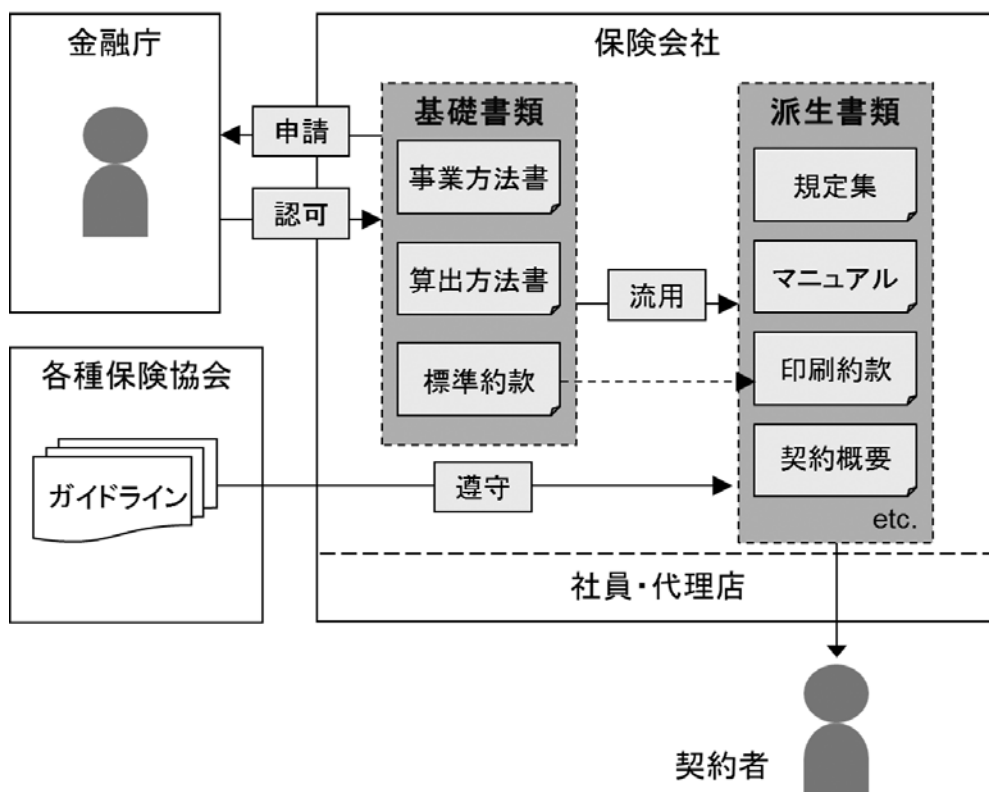 金融庁
保険会社
申請
認可
基礎書類
事業方法書
算出方法書
標準約款
流用
派生書類
規定集
マニュアル
印刷約款
契約概要
etc.
各種保険協会
ガイドライン
遵守
社員・代理店
契約者